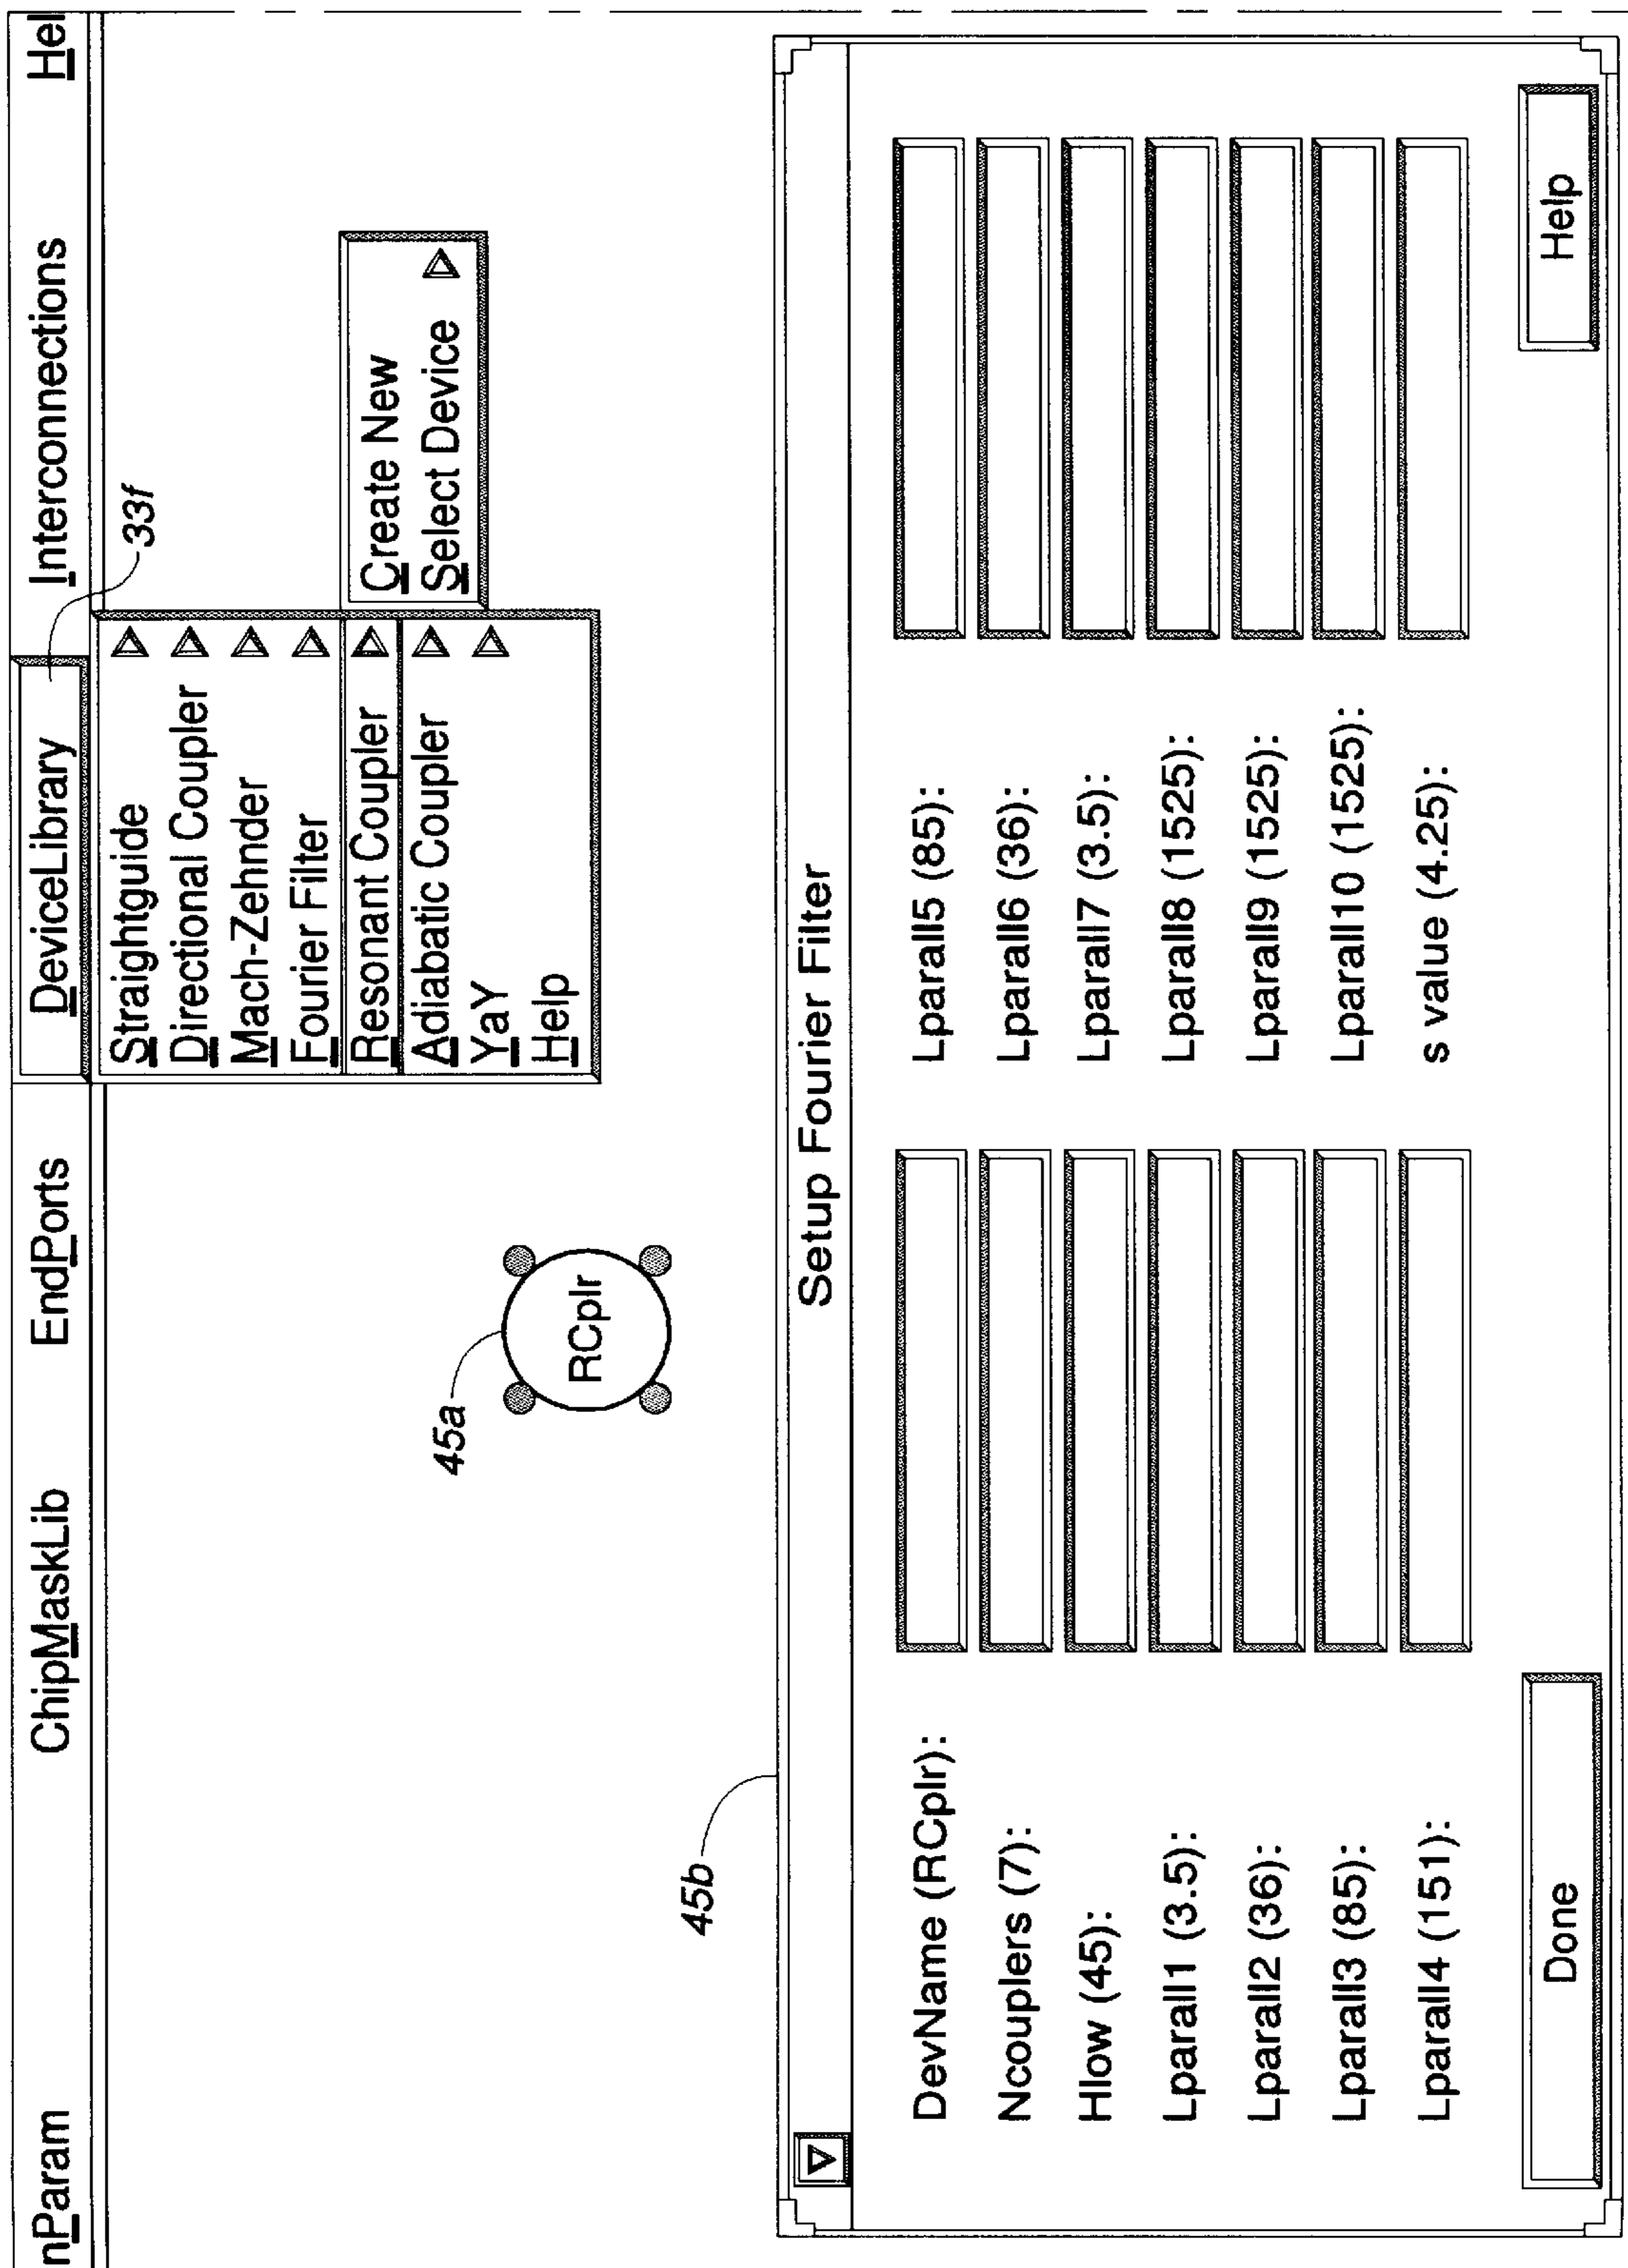 nParam ChipMaskLib EndPorts DeviceLibrary Interconnections Hel
33f
Straightguide
Directional Coupler
Mach-Zehnder
Fourier Filter
Resonant Coupler
Create New
Adiabatic Coupler
Select Device
YaY
Help
45a
RCplr
45b
Setup Fourier Filter
DevName (RCplr): Lparall5 (85):
Ncouplers (7): Lparall6 (36):
Hlow (45): Lparall7 (3.5):
Lparall1 (3.5): Lparall8 (1525):
Lparall2 (36): Lparall9 (1525):
Lparall3 (85): Lparall10 (1525):
Lparall4 (151): s value (4.25):
Done Help